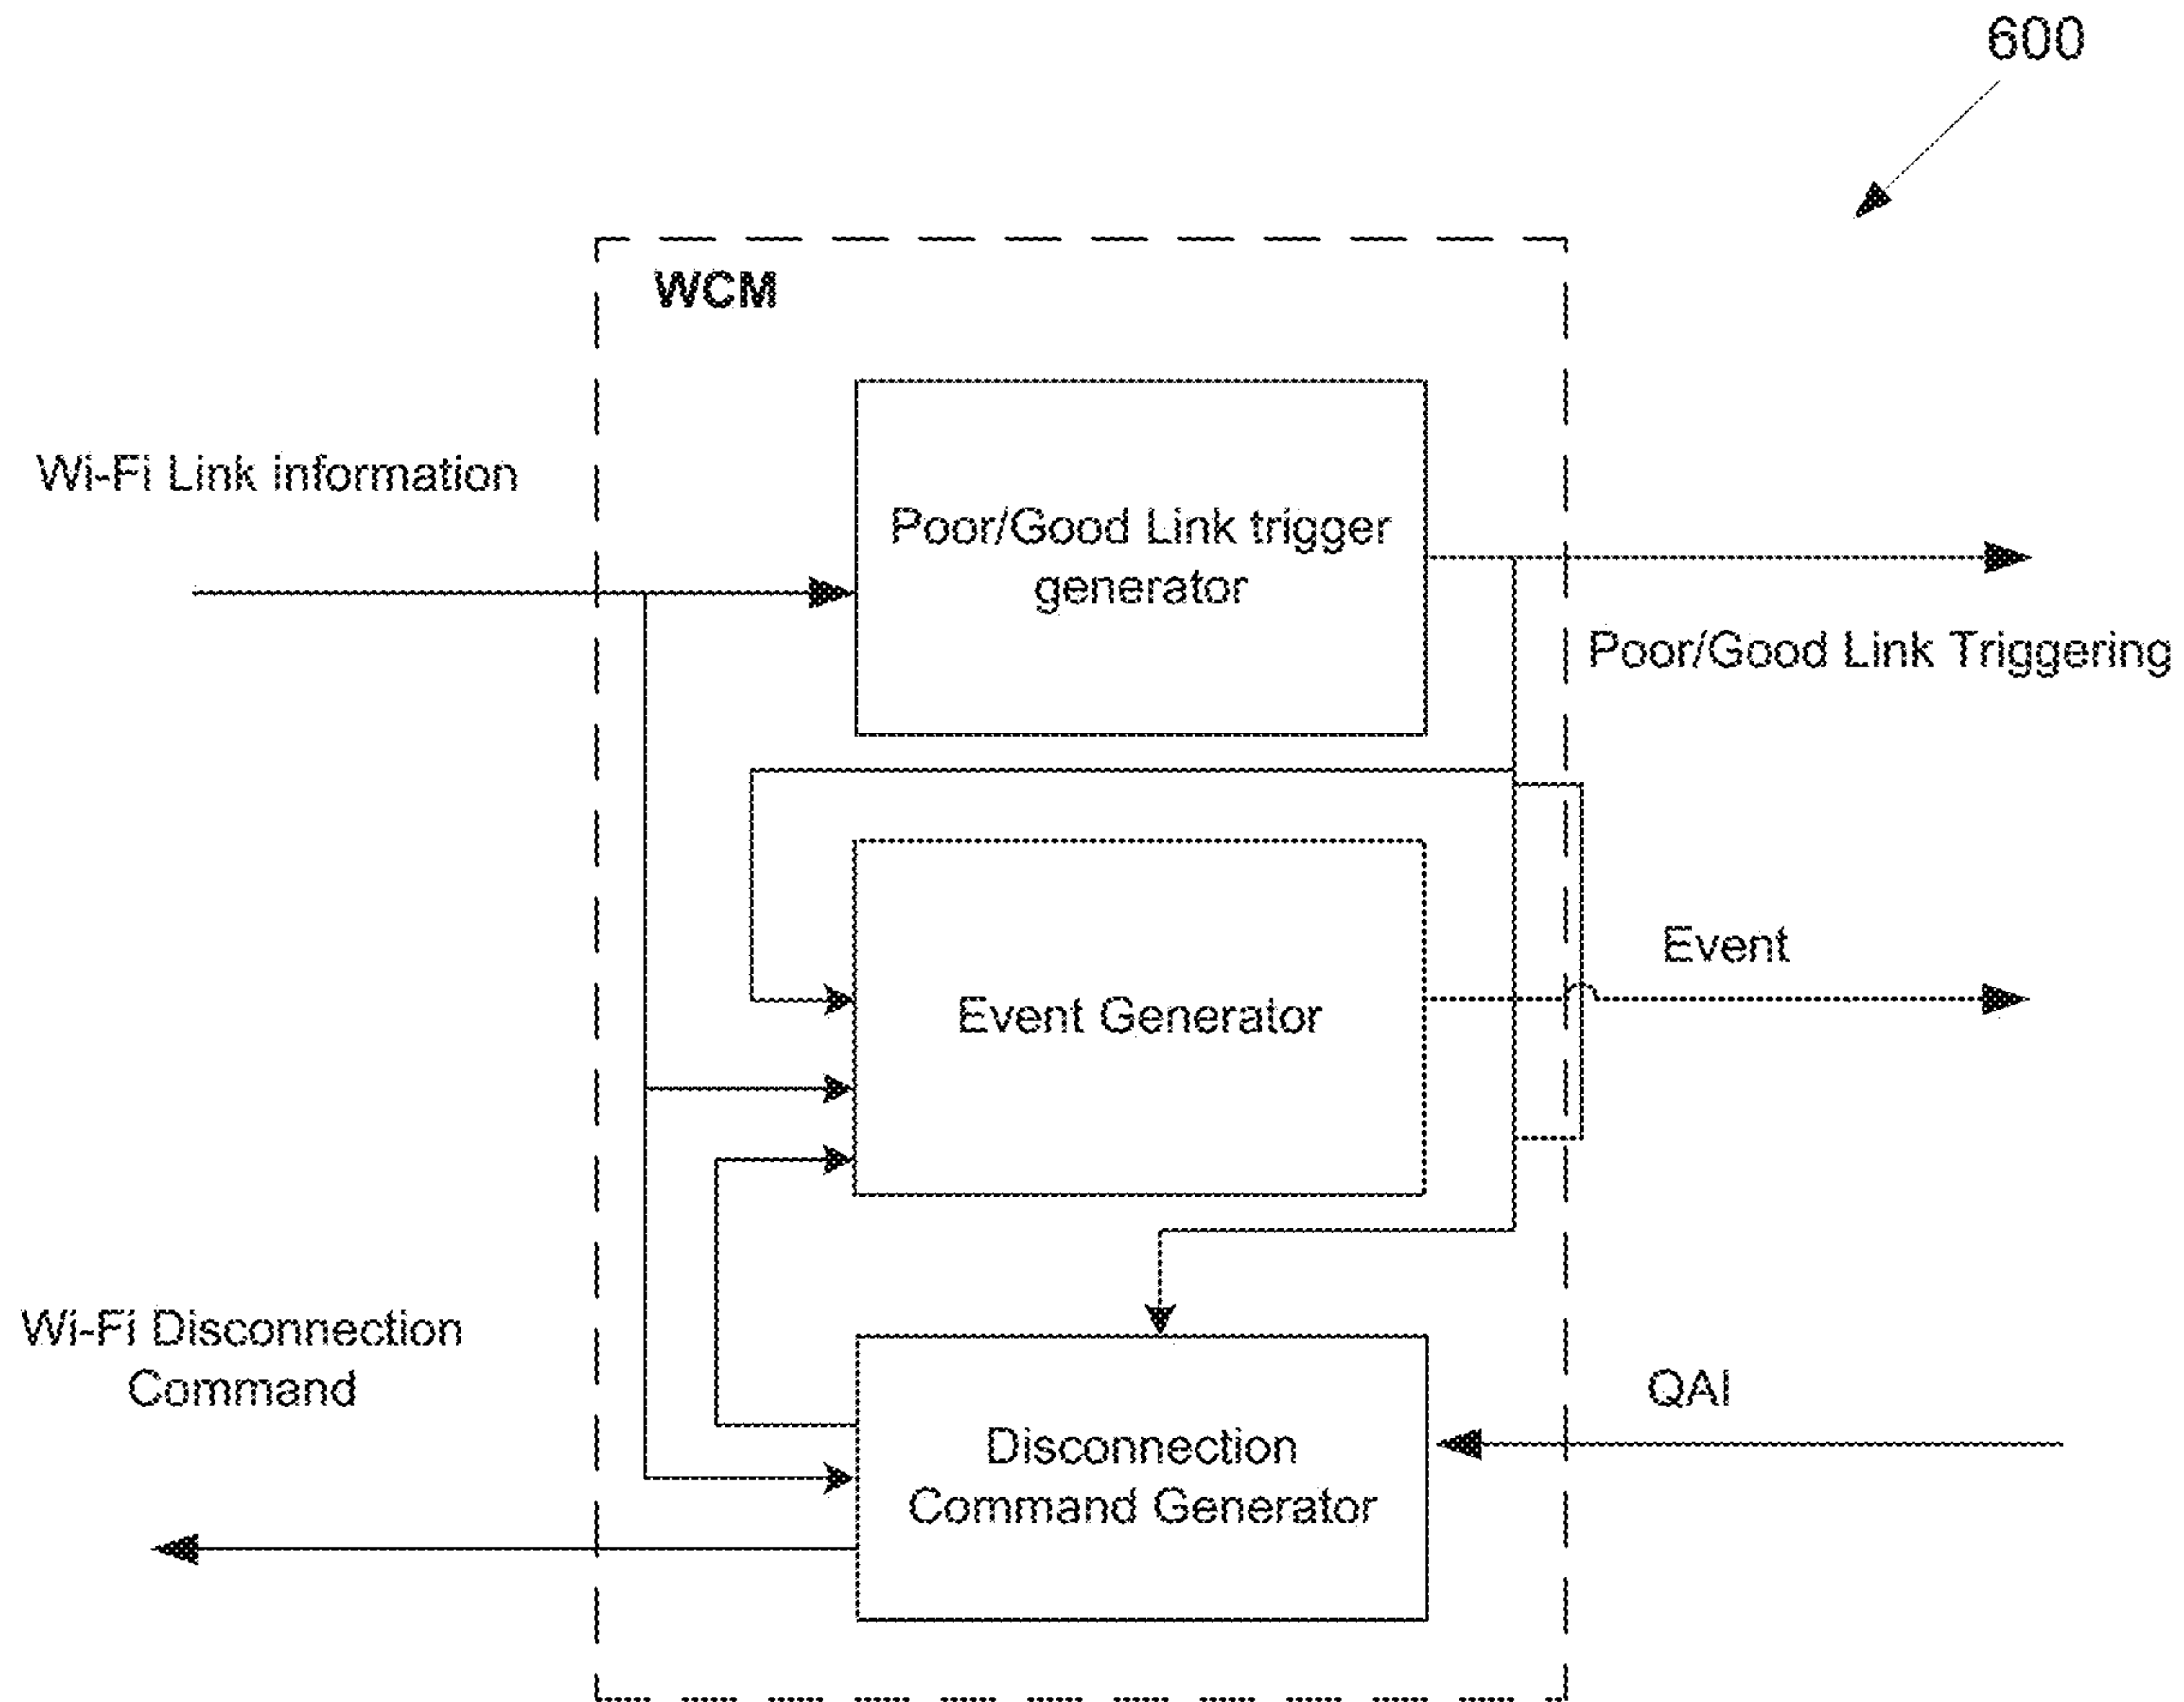 600
WCM
Wi-Fi Link information
Poor/Good Link trigger
generator
Poor/Good Link Triggering
Event
Event Generator
Wi-Fi Disconnection
Command
QAI
Disconnection
Command Generator